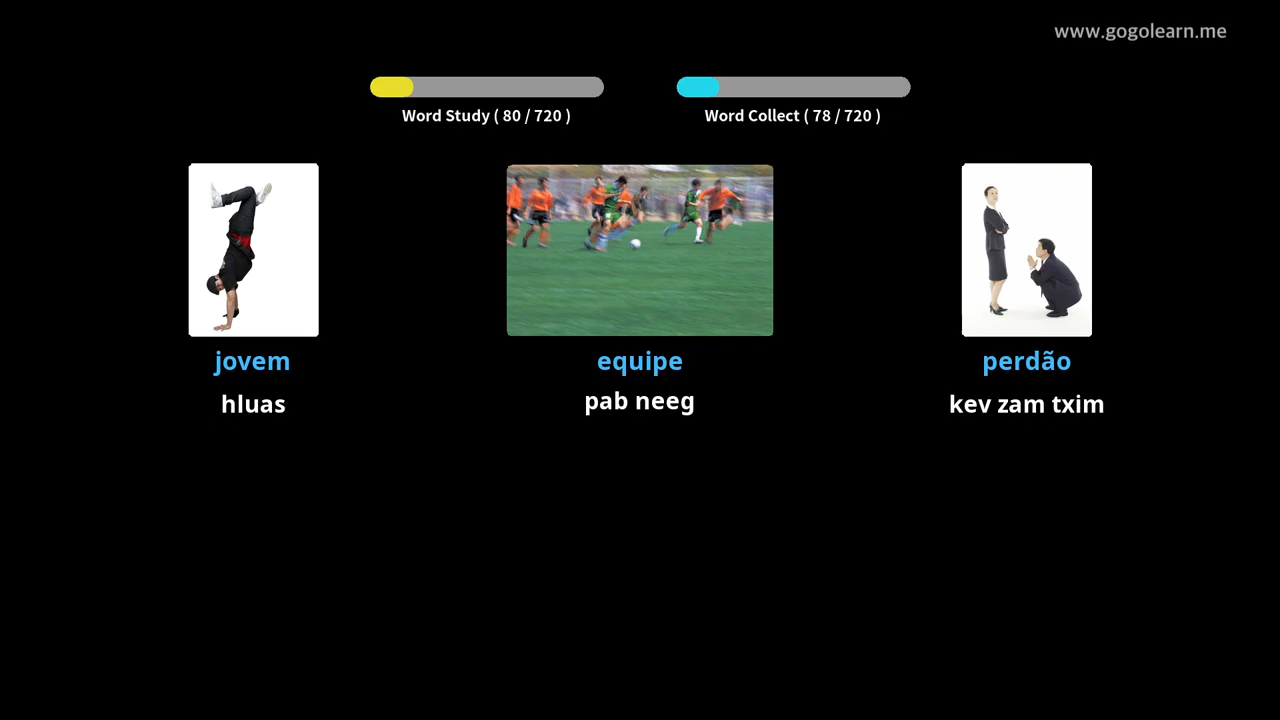 www.gogolearn.me
Word Study ( 80 / 720 )
Word Collect ( 78 / 720 )
jovem
equipe
perdão
hluas
pab neeg
kev zam txim